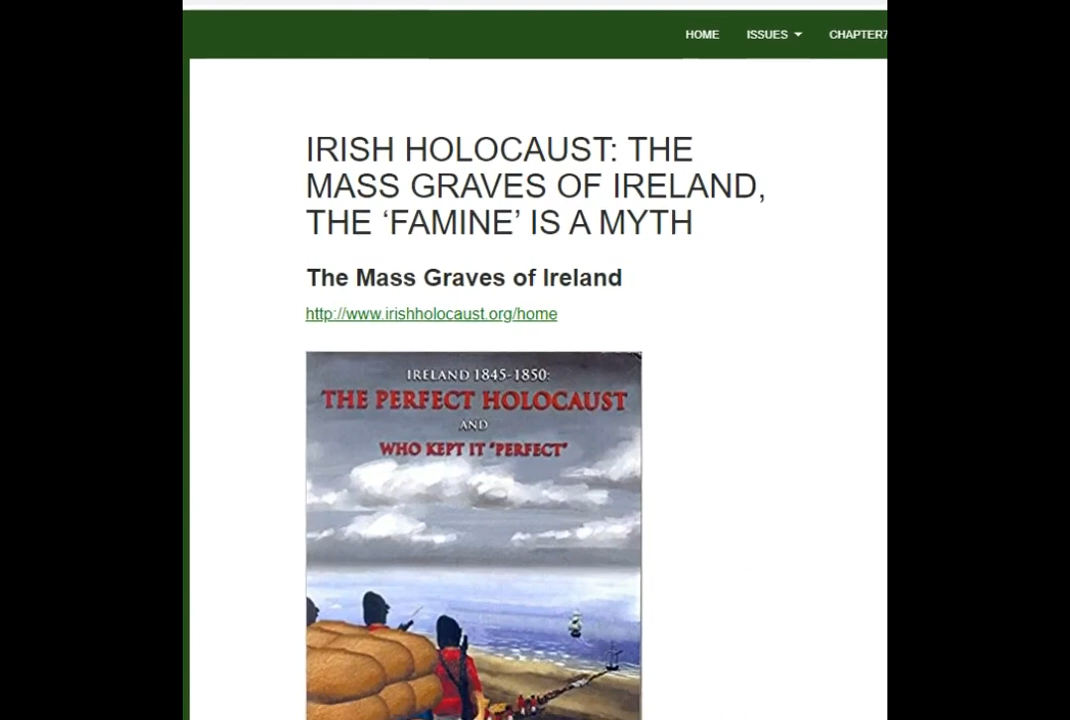 HOME ISSUES CHAPTER7
IRISH HOLOCAUST: THE
MASS GRAVES OF IRELAND,
THE ‘FAMINE’ IS A MYTH
The Mass Graves of Ireland
http://www.irishholocaust.org/home
IRELAND 1845-1850:
THE PERFECT HOLOCAUST
AND
WHO KEPT IT "PERFECT"